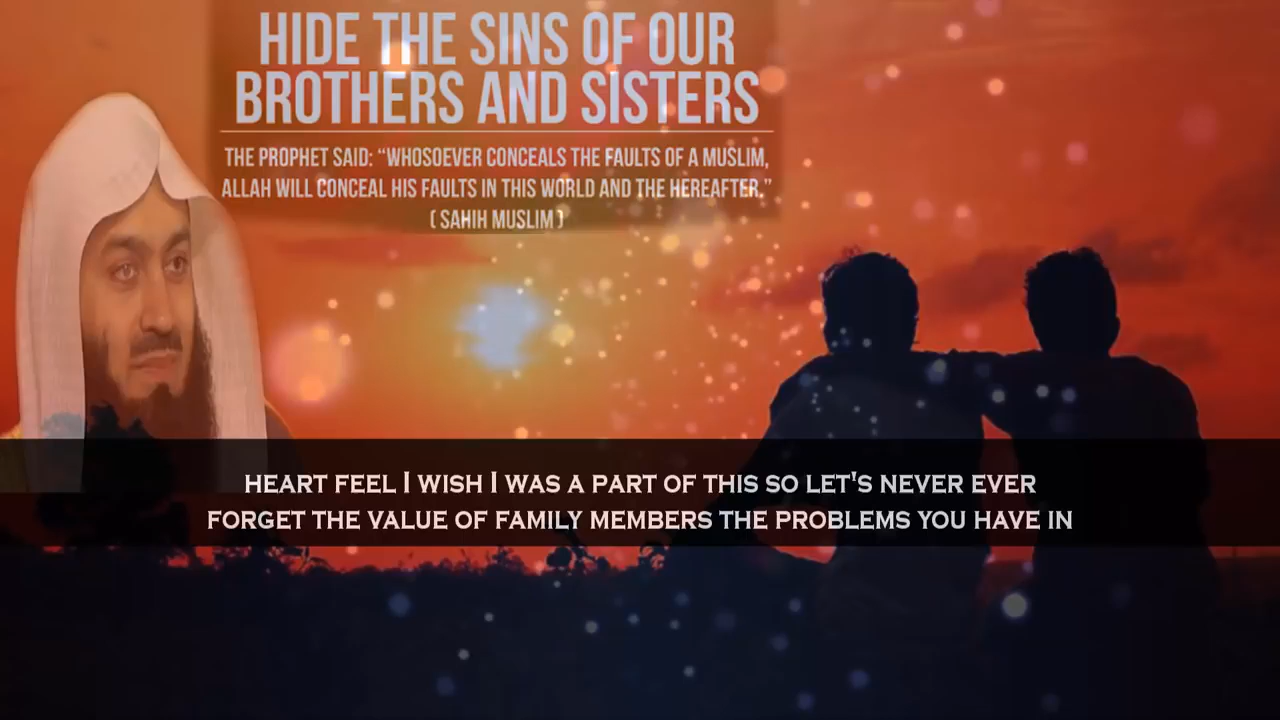 HIDE THE SINS OF OUR
BROTHERS AND SISTERS
THE PROPHET SAID: “WHOSOEVER CONCEALS THE FAULTS OF A MUSLIM,
ALLAH WILL CONCEAL HIS FAULTS IN THIS WORLD AND THE HEREAFTER.”
( SAHIH MUSLIM )
HEART FEEL I WISH I WAS A PART OF THIS SO LET'S NEVER EVER
FORGET THE VALUE OF FAMILY MEMBERS THE PROBLEMS YOU HAVE IN